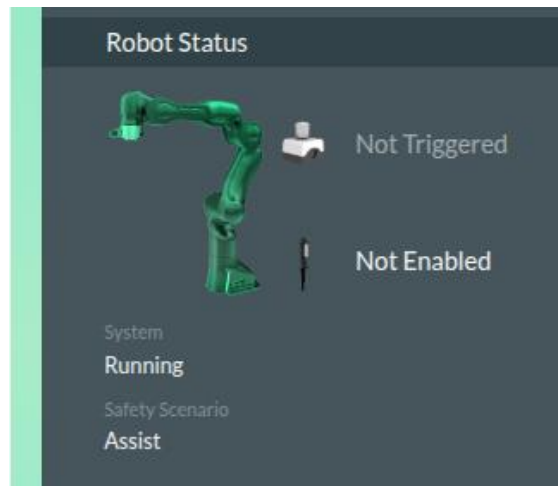 Robot Status
Not Triggered
Not Enabled
System
Running
Safety Scenario
Assist